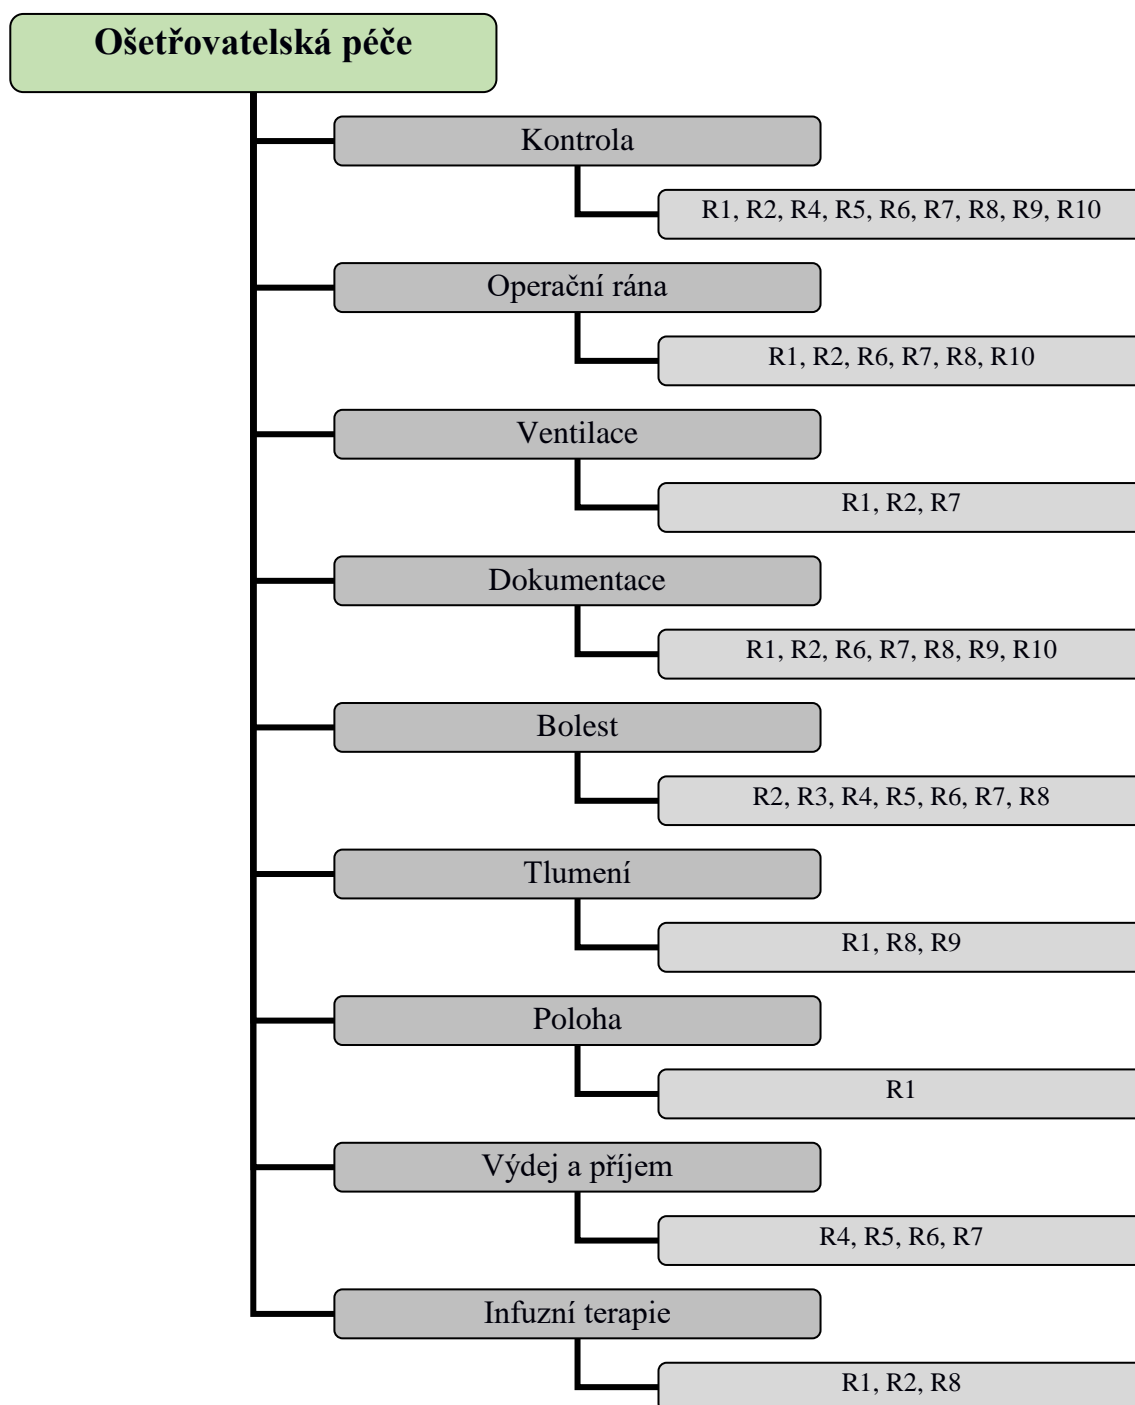 Ošetřovatelská péče
Kontrola
R1, R2, R4, R5, R6, R7, R8, R9, R10
Operační rána
R1, R2, R6, R7, R8, R10
Ventilace
R1, R2, R7
Dokumentace
R1, R2, R6, R7, R8, R9, R10
Bolest
R2, R3, R4, R5, R6, R7, R8
Tlumení
R1, R8, R9
Poloha
R1
Výdej a příjem
R4, R5, R6, R7
Infuzní terapie
R1, R2, R8